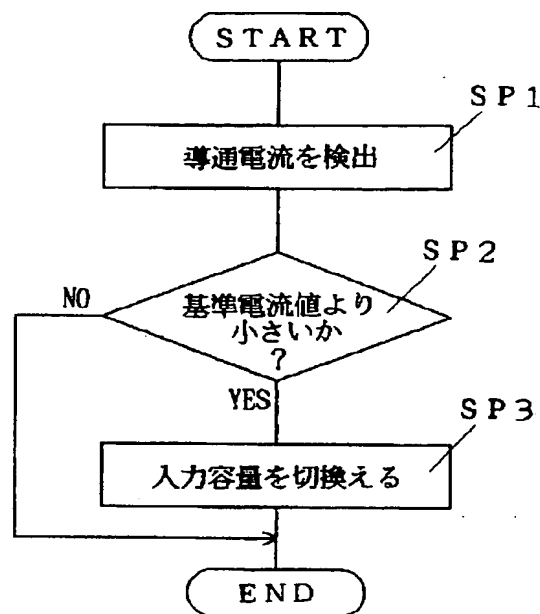 START
SP1
導通電流を検出
SP2
NO
基準電流値より
小さいか
?
YES
SP3
入力容量を切換える
END